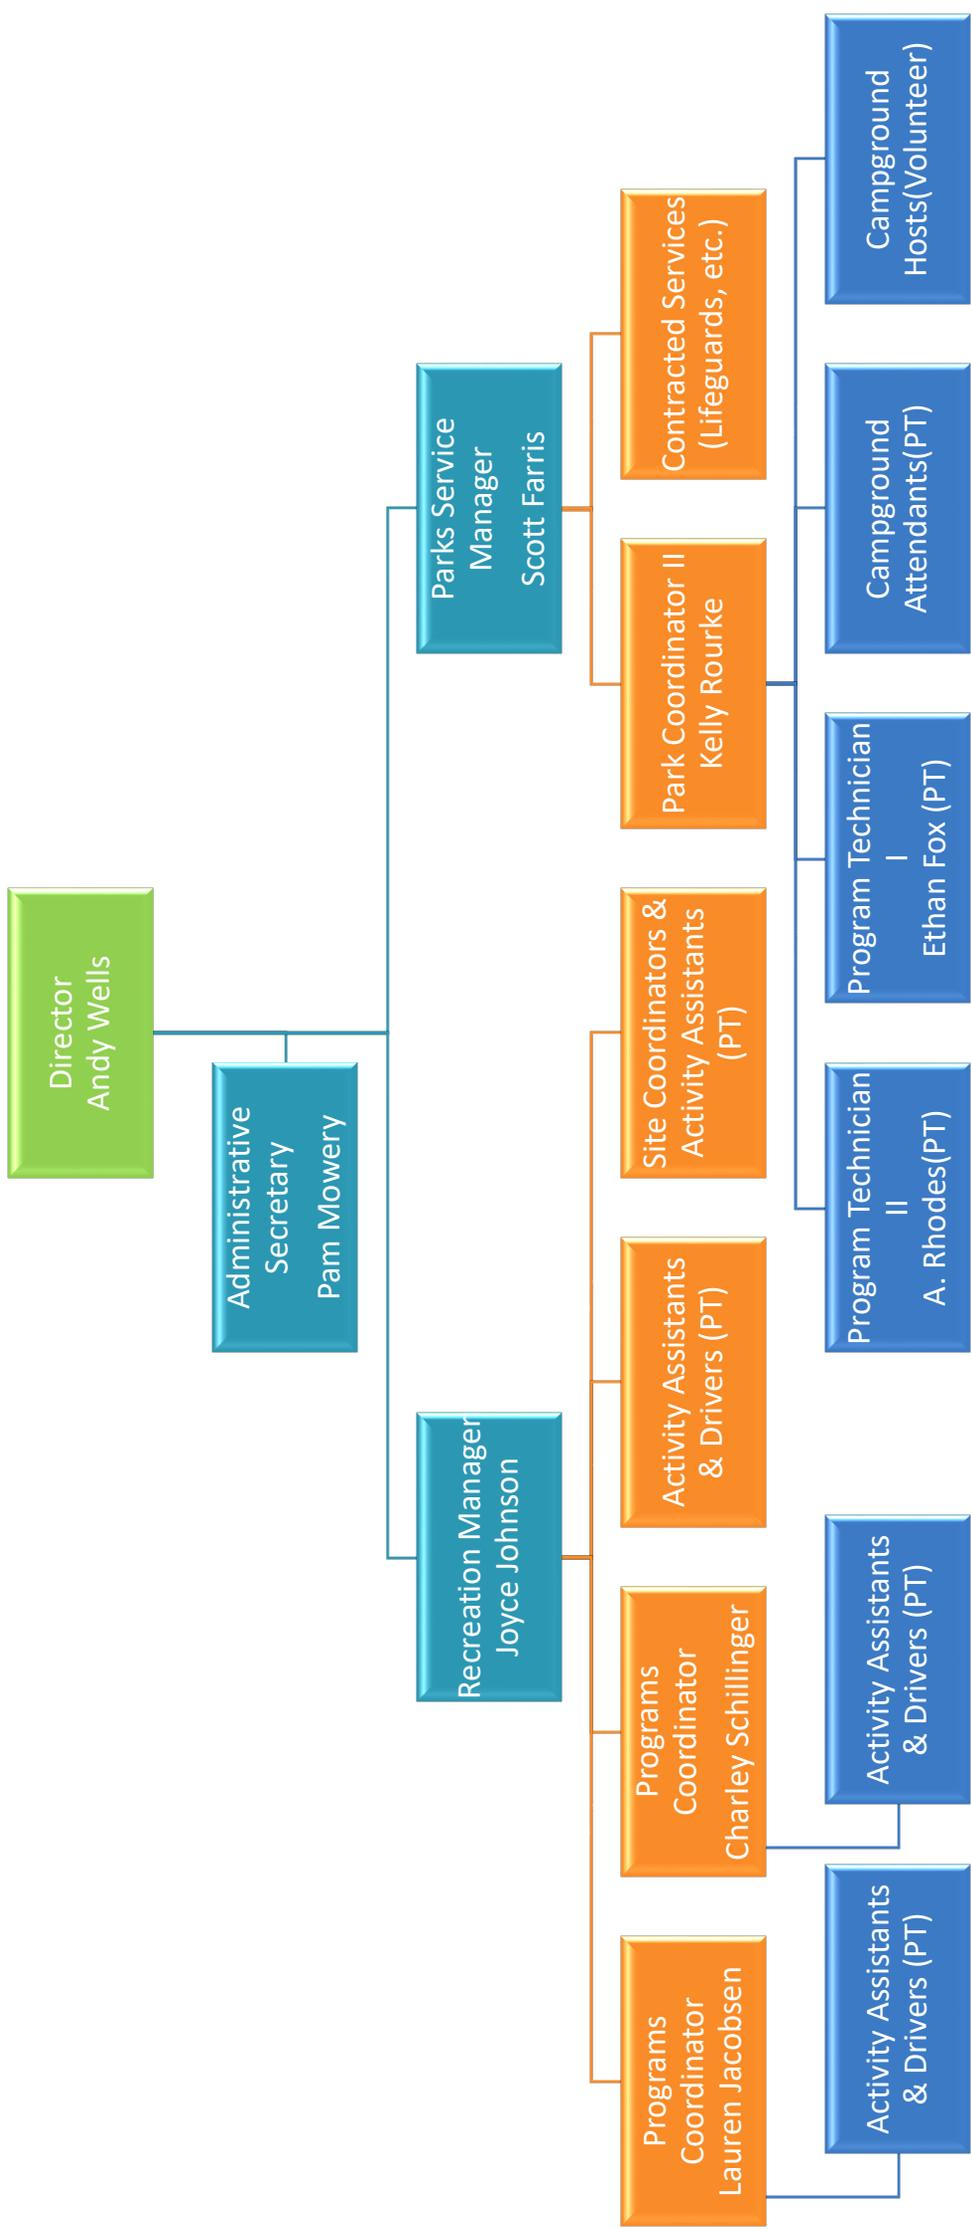 Director
Andy Wells
Administrative
Secretary
Pam Mowery
Recreation Manager
Joyce Johnson
Parks Service
Manager
Scott Farris
Programs
Coordinator
Lauren Jacobsen
Programs
Coordinator
Charley Schillinger
Activity Assistants
& Drivers (PT)
Site Coordinators &
Activity Assistants
(PT)
Park Coordinator II
Kelly Rourke
Contracted Services
(Lifeguards, etc.)
Activity Assistants
& Drivers (PT)
Activity Assistants
& Drivers (PT)
Program Technician
II
A. Rhodes(PT)
Program Technician
I
Ethan Fox (PT)
Campground
Attendants(PT)
Campground
Hosts(Volunteer)